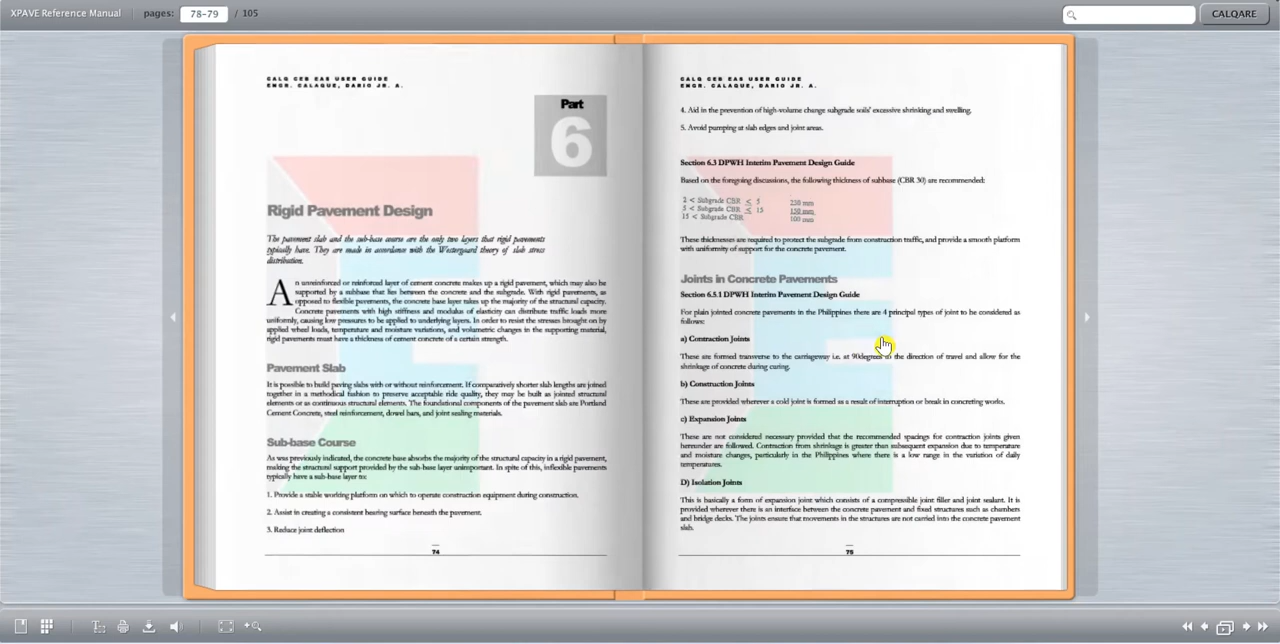 XPAVE Reference Manual
pages: 78-79 / 105
CALQARE
CALQ CEB EAS USER GUIDE
ENGR. CALAQUE, DARIO JR. A.
Part
6
Rigid Pavement Design
The pavement slab and the sub-base course are the only two layers that rigid pavements
typically have. They are made in accordance with the Westergaard theory of slab stress
distribution.
An unreinforced or reinforced layer of cement concrete makes up a rigid pavement, which may also be
supported by a subbase that lies between the concrete and the subgrade. With rigid pavements, as
opposed to flexible pavements, the concrete base layer takes up the majority of the structural capacity.
Concrete pavements with high stiffness and modulus of elasticity can distribute traffic loads more
uniformly, causing low pressures to be applied to underlying layers. In order to resist the stresses brought on by
applied wheel loads, temperature and moisture variations, and volumetric changes in the supporting material,
rigid pavements must have a thickness of cement concrete of a certain strength.
Pavement Slab
It is possible to build paving slabs with or without reinforcement. If comparatively shorter slab lengths are joined
together in a methodical fashion to preserve acceptable ride quality, they may be built as jointed structural
elements or as continuous structural elements. The foundational components of the pavement slab are Portland
Cement Concrete, steel reinforcement, dowel bars, and joint sealing materials.
Sub-base Course
As was previously indicated, the concrete base absorbs the majority of the structural capacity in a rigid pavement,
making the structural support provided by the sub-base layer unimportant. In spite of this, inflexible pavements
typically have a sub-base layer to:
1. Provide a stable working platform on which to operate construction equipment during construction.
2. Assist in creating a consistent bearing surface beneath the pavement.
3. Reduce joint deflection
74
CALQ CEB EAS USER GUIDE
ENGR. CALAQUE, DARIO JR. A.
4. Aid in the prevention of high-volume change subgrade soils' excessive shrinking and swelling.
5. Avoid pumping at slab edges and joint areas.
Section 6.3 DPWH Interim Pavement Design Guide
Based on the foregoing discussions, the following thickness of subbase (CBR 30) are recommended:
2 < Subgrade CBR ≤ 5 250 mm
5 < Subgrade CBR ≤ 15 150 mm
15 < Subgrade CBR 100 mm
These thicknesses are required to protect the subgrade from construction traffic, and provide a smooth platform
with uniformity of support for the concrete pavement.
Joints in Concrete Pavements
Section 6.5.1 DPWH Interim Pavement Design Guide
For plain jointed concrete pavements in the Philippines there are 4 principal types of joint to be considered as
follows:
a) Contraction Joints
These are formed transverse to the carriageway i.e. at 90degrees to the direction of travel and allow for the
shrinkage of concrete during curing.
b) Construction Joints
These are provided wherever a cold joint is formed as a result of interruption or break in concreting works.
c) Expansion Joints
These are not considered necessary provided that the recommended spacings for contraction joints given
hereunder are followed. Contraction from shrinkage is greater than subsequent expansion due to temperature
and moisture changes, particularly in the Philippines where there is a low range in the variation of daily
temperatures.
D) Isolation Joints
This is basically a form of expansion joint which consists of a compressible joint filler and joint sealant. It is
provided wherever there is an interface between the concrete pavement and fixed structures such as chambers
and bridge decks. The joints ensure that movements in the structures are not carried into the concrete pavement
slab.
75